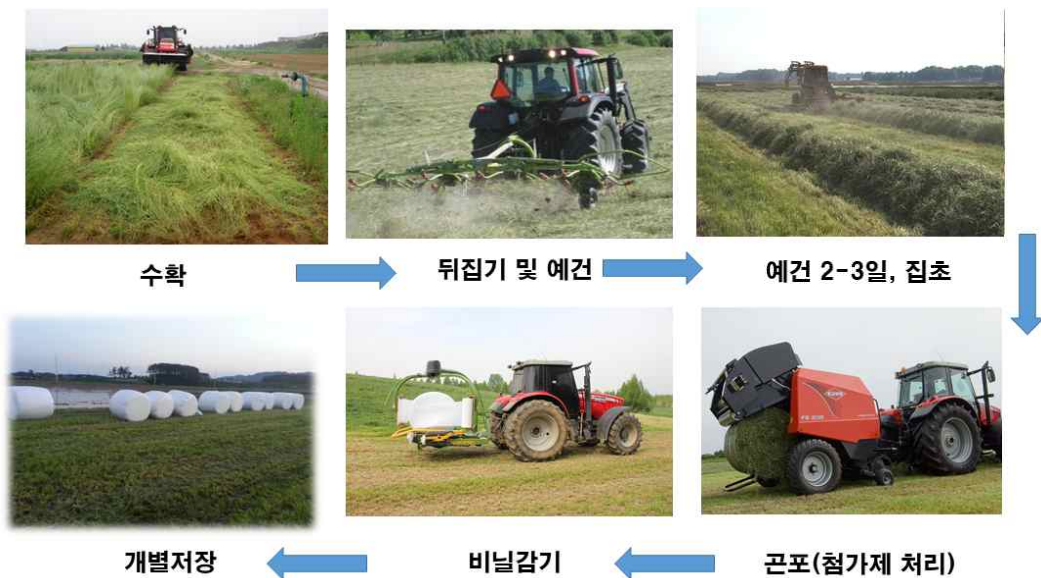 수확
뒤집기 및 예건
예건 2-3일, 집초
개별저장
비닐감기
곤포(첨가제 처리)